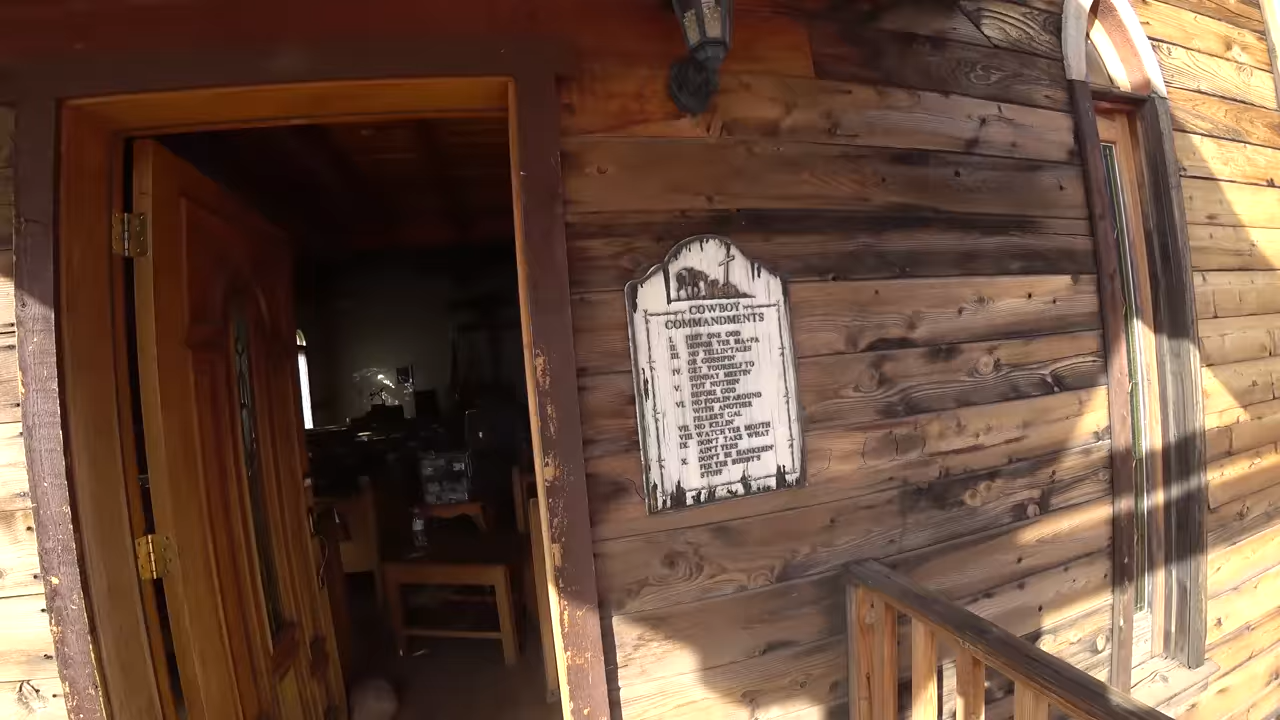 COWBOY
COMMANDMENTS
I. JUST ONE GOD
II. HONOR YER MA+PA
III. NO TELLIN' TALES
OR GOSSIPIN'
IV. GET YOURSELF TO
SUNDAY MEETIN'
V. PUT NUTHIN'
BEFORE GOD
VI. NO FOOLIN' AROUND
WITH ANOTHER
FELLER'S GAL
VII. NO KILLIN'
VIII. WATCH YER MOUTH
IX. DON'T TAKE WHAT
AIN'T YERS
X. DON'T BE HANKERIN'
FER YER BUDDY'S
STUFF